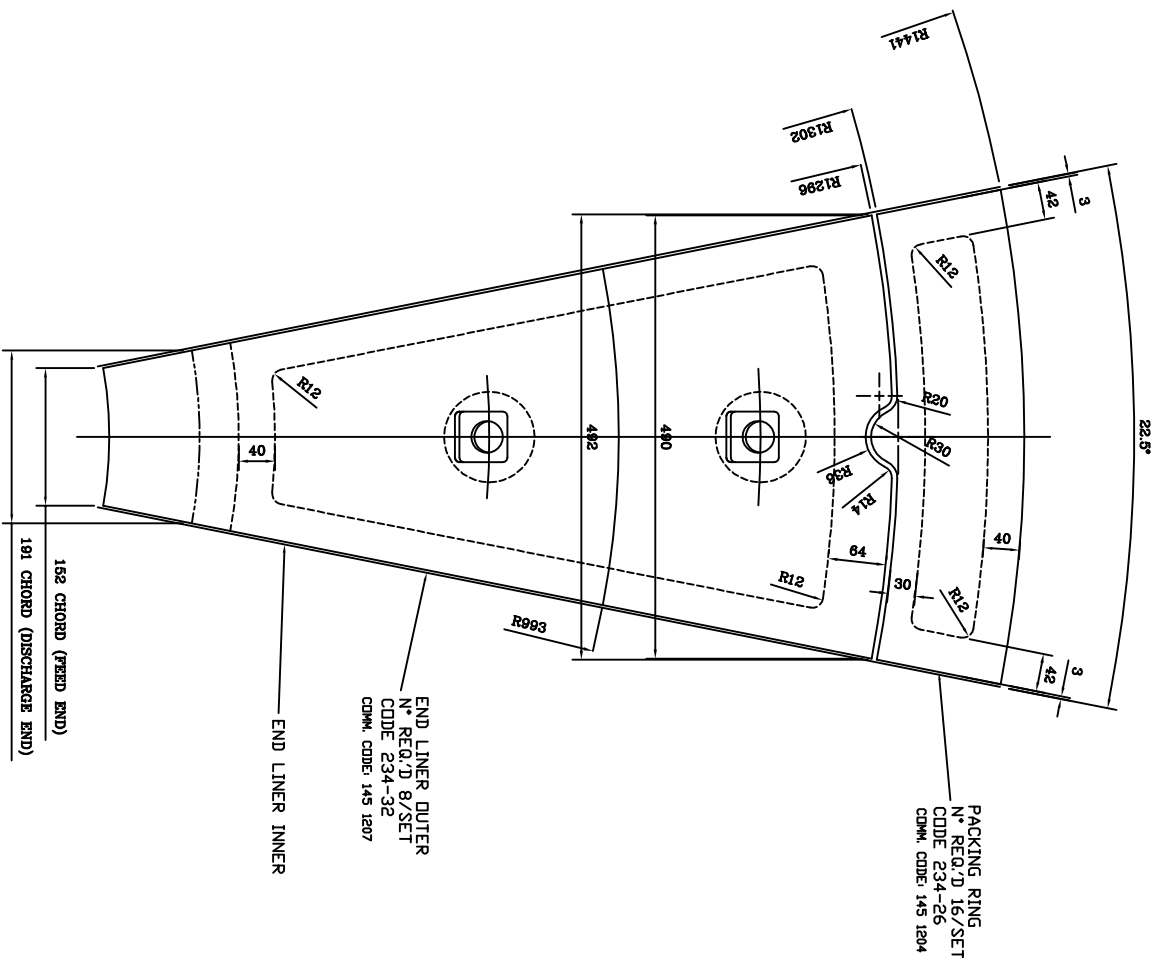 22.5°
3
42
R1441
R1302
R1296
R12
R20
R30
R36
R14
40
R12
30
64
R12
42
3
490
492
R993
R12
40
PACKING RING
N° REQ.'D 16/SET
CODE 234-26
COMM. CODE: 145 1204
END LINER OUTER
N° REQ.'D 8/SET
CODE 234-32
COMM. CODE: 145 1207
END LINER INNER
152 CHORD (FEED END)
191 CHORD (DISCHARGE END)